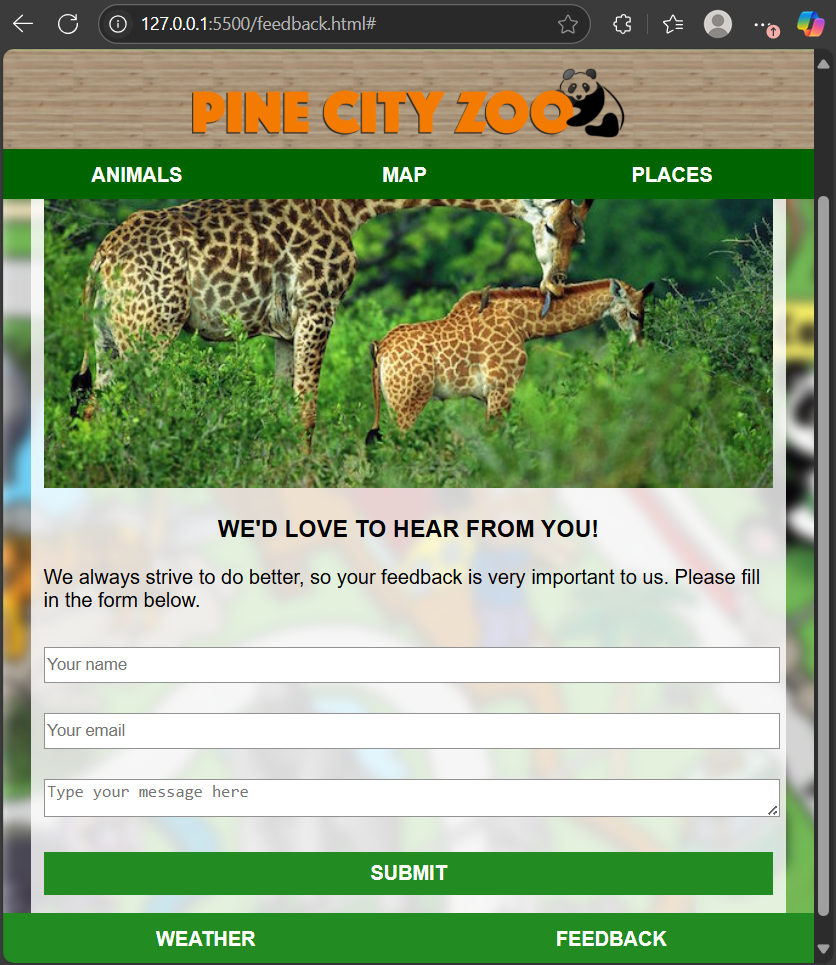 127.0.0.1:5500/feedback.html#
PINE CITY ZOO
ANIMALS MAP PLACES
WE'D LOVE TO HEAR FROM YOU!
We always strive to do better, so your feedback is very important to us. Please fill
in the form below.
Your name
Your email
Type your message here
SUBMIT
WEATHER FEEDBACK